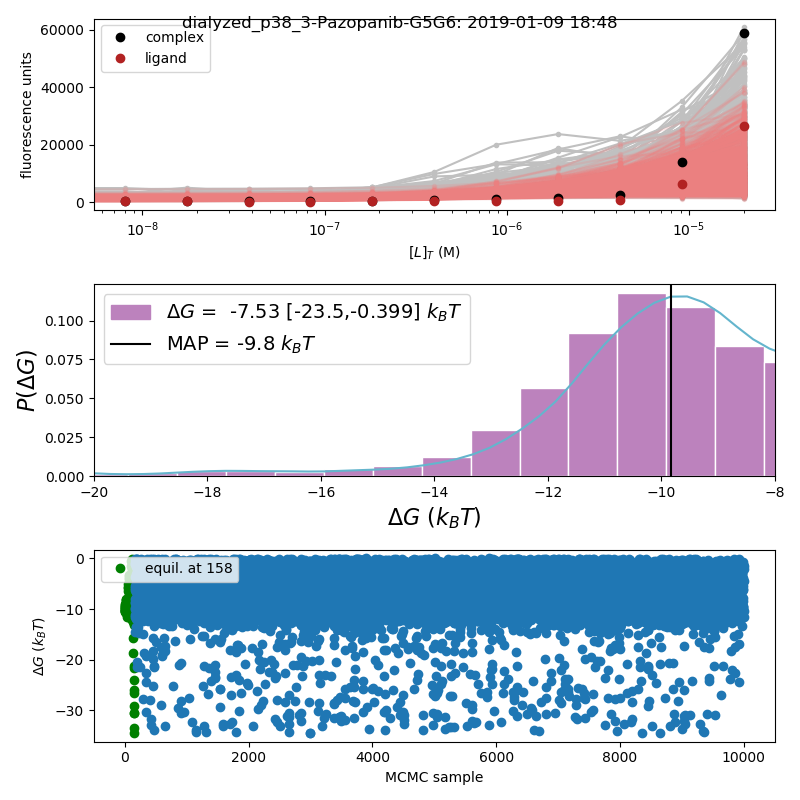 dialyzed_p38_3-Pazopanib-G5G6: 2019-01-09 18:48
60000
40000
20000
0
fluorescence units
complex
ligand
10⁻⁸ 10⁻⁷ 10⁻⁶ 10⁻⁵
[L]_T (M)
0.100
0.075
0.050
0.025
0.000
P(ΔG)
ΔG = -7.53 [-23.5,-0.399] k_BT
MAP = -9.8 k_BT
−20 −18 −16 −14 −12 −10 −8
ΔG (k_BT)
0
−10
−20
−30
ΔG (k_BT)
equil. at 158
0 2000 4000 6000 8000 10000
MCMC sample